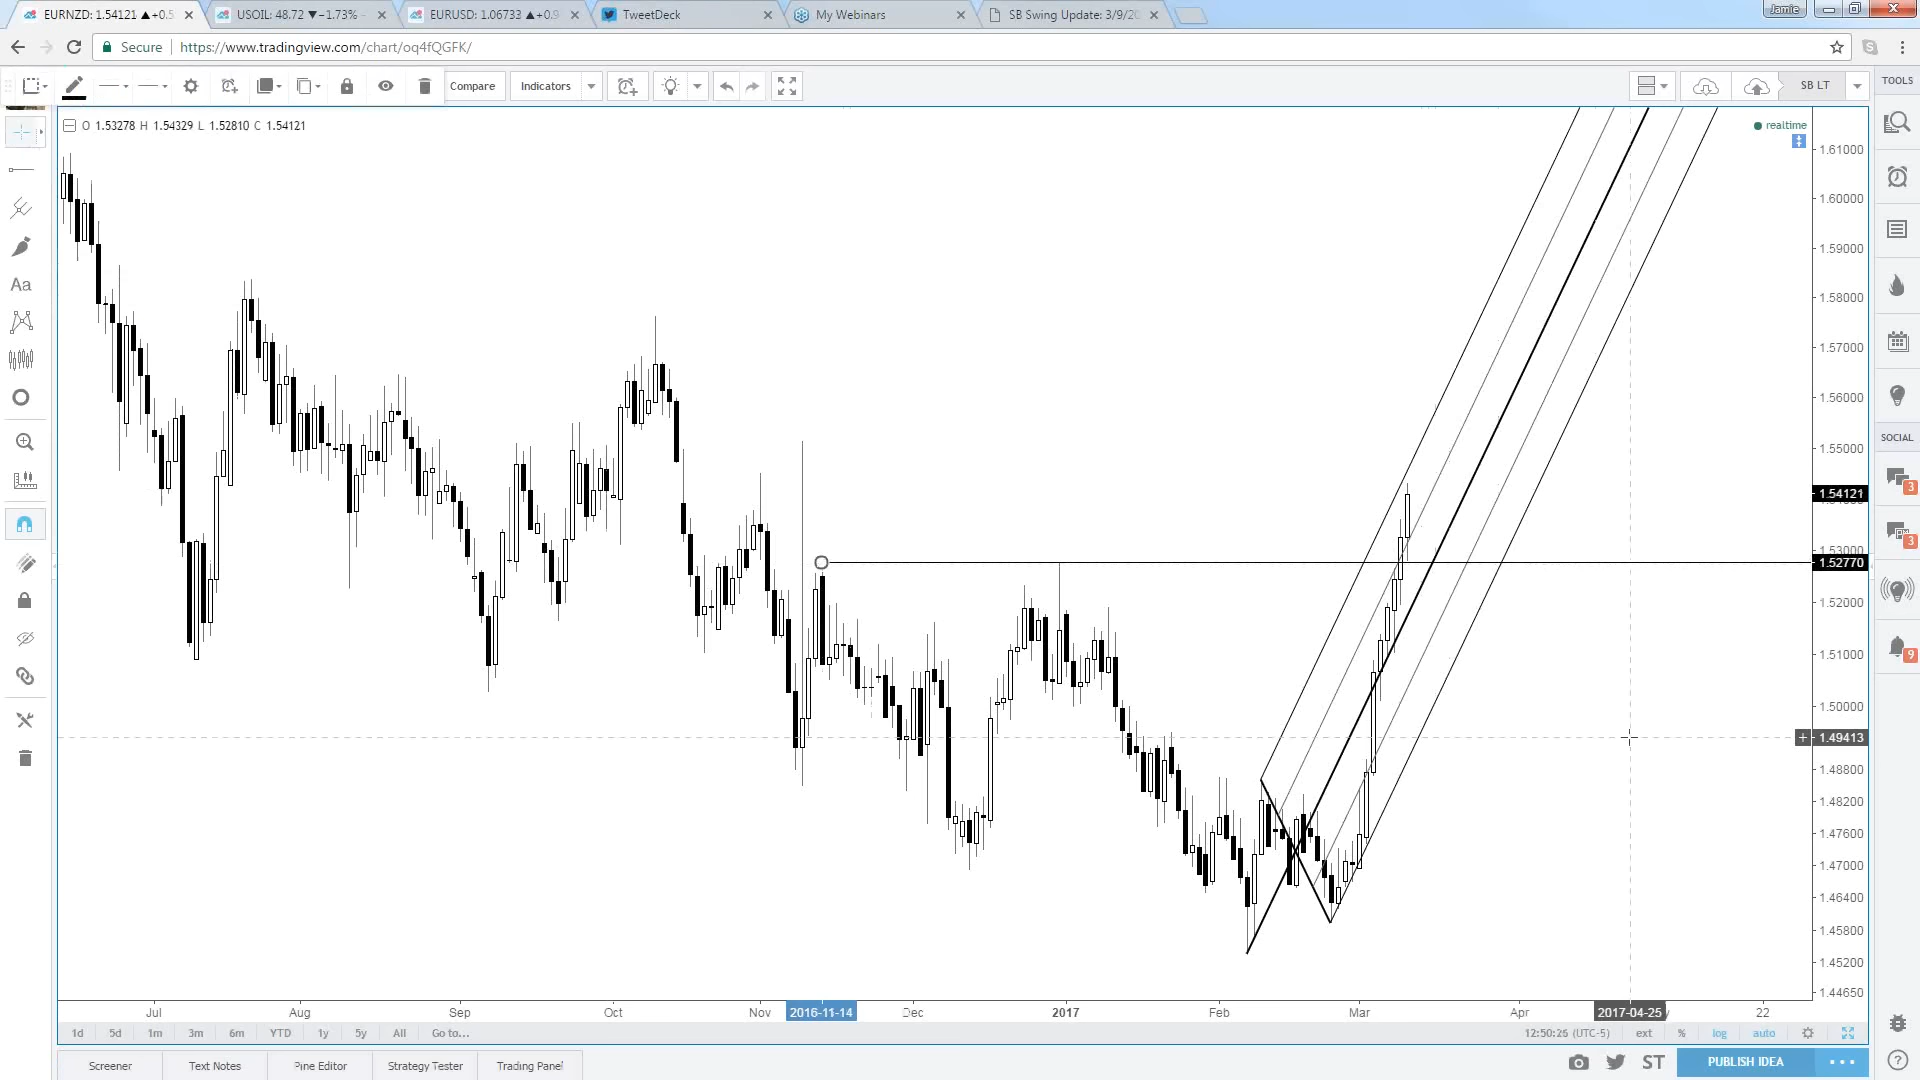 EURNZD: 1.54121 ▲+0.5
USOIL: 48.72 ▼−1.73%
EURUSD: 1.06733 ▲+0.9
TweetDeck
My Webinars
SB Swing Update: 3/9/20
Jamie
Secure
https://www.tradingview.com/chart/oq4fQGFK/
Compare
Indicators
SB LT
TOOLS
O 1.53278 H 1.54329 L 1.52810 C 1.54121
realtime
1.61000
1.60000
1.59000
1.58000
1.57000
1.56000
1.55000
1.54121
1.53000
1.52770
1.52000
1.51000
1.50000
1.49413
1.48800
1.48200
1.47600
1.47000
1.46400
1.45800
1.45200
1.44650
Aa
SOCIAL
3
3
9
Jul
Aug
Sep
Oct
Nov
2016-11-14
Dec
2017
Feb
Mar
Apr
2017-04-25
22
1d
5d
1m
3m
6m
YTD
1y
5y
All
Go to...
12:50:26 (UTC-5)
ext
%
log
auto
Screener
Text Notes
Pine Editor
Strategy Tester
Trading Panel
ST
PUBLISH IDEA